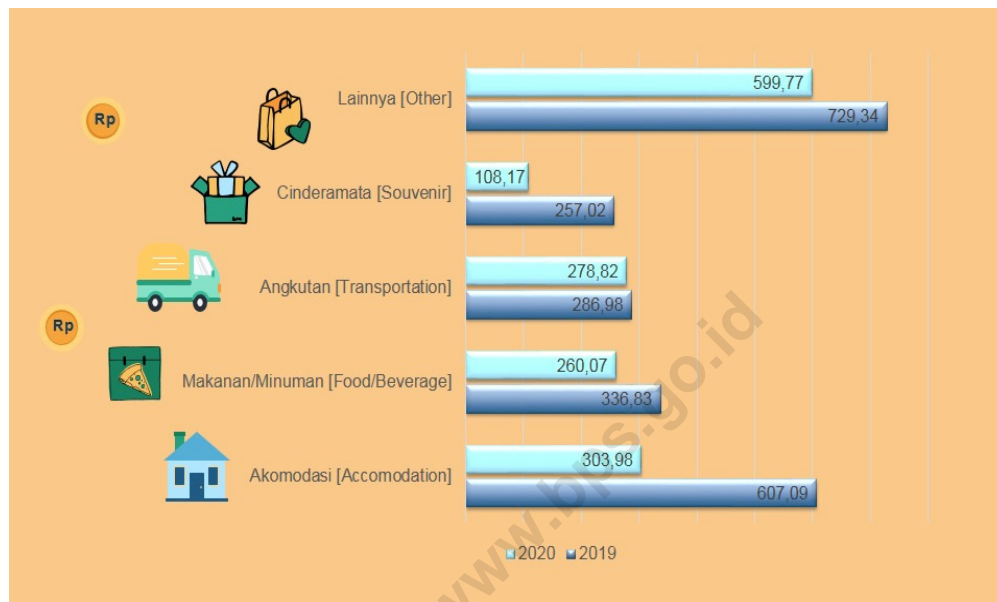 Rp
Lainnya [Other]
599,77
729,34
Cinderamata [Souvenir]
108,17
257,02
Angkutan [Transportation]
278,82
286,98
Rp
Makanan/Minuman [Food/Beverage]
260,07
336,83
Akomodasi [Accomodation]
303,98
607,09
2020 2019
www.bps.go.id